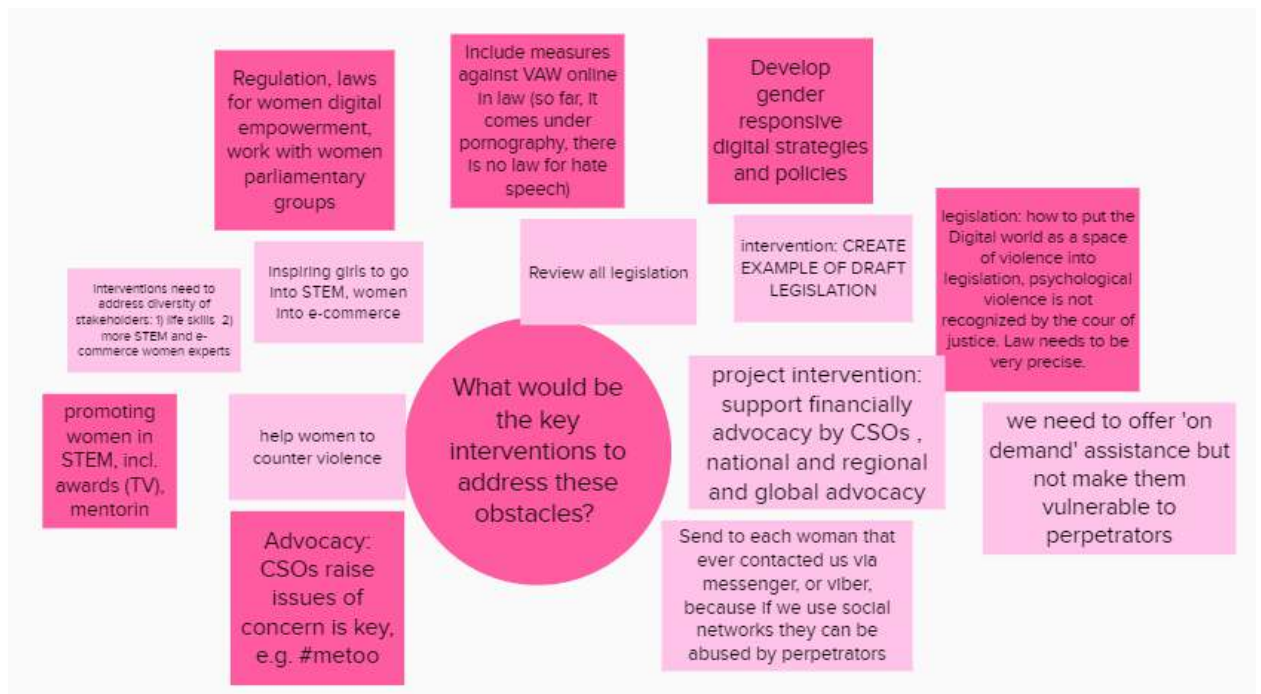 Regulation, laws
for women digital
empowerment,
work with women
parliamentary
groups
Include measures
against VAW online
in law (so far, it
comes under
pornography, there
is no law for hate
speech)
Develop
gender
responsive
digital strategies
and policies
legislation: how to put the
Digital world as a space
of violence into
legislation, psychological
violence is not
recognized by the cour of
justice. Law needs to be
very precise.
Interventions need to
address diversity of
stakeholders: 1) life skills 2)
more STEM and e-
commerce women experts
Inspiring girls to go
into STEM, women
into e-commerce
Review all legislation
intervention: CREATE
EXAMPLE OF DRAFT
LEGISLATION
promoting
women in
STEM, incl.
awards (TV),
mentorin
help women to
counter violence
What would be
the key
interventions to
address these
obstacles?
project intervention:
support financially
advocacy by CSOs ,
national and regional
and global advocacy
we need to offer 'on
demand' assistance but
not make them
vulnerable to
perpetrators
Advocacy:
CSOs raise
issues of
concern is key,
e.g. #metoo
Send to each woman that
ever contacted us via
messenger, or viber,
because if we use social
networks they can be
abused by perpetrators